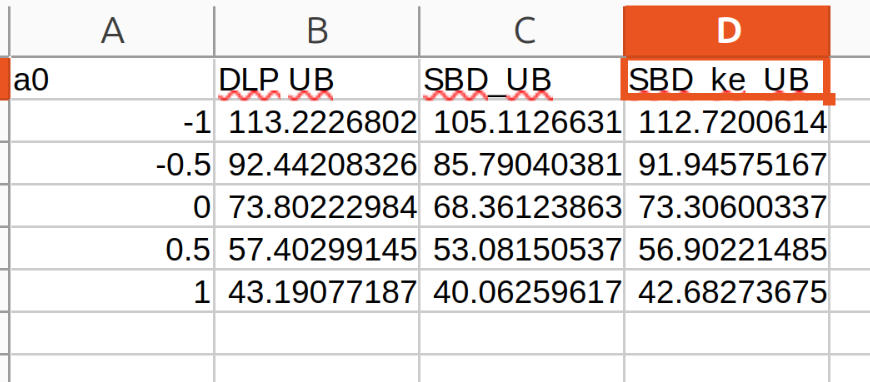 A B C D
a0 DLP UB SBD_UB SBD_ke_UB
-1 113.2226802 105.1126631 112.7200614
-0.5 92.44208326 85.79040381 91.94575167
0 73.80222984 68.36123863 73.30600337
0.5 57.40299145 53.08150537 56.90221485
1 43.19077187 40.06259617 42.68273675